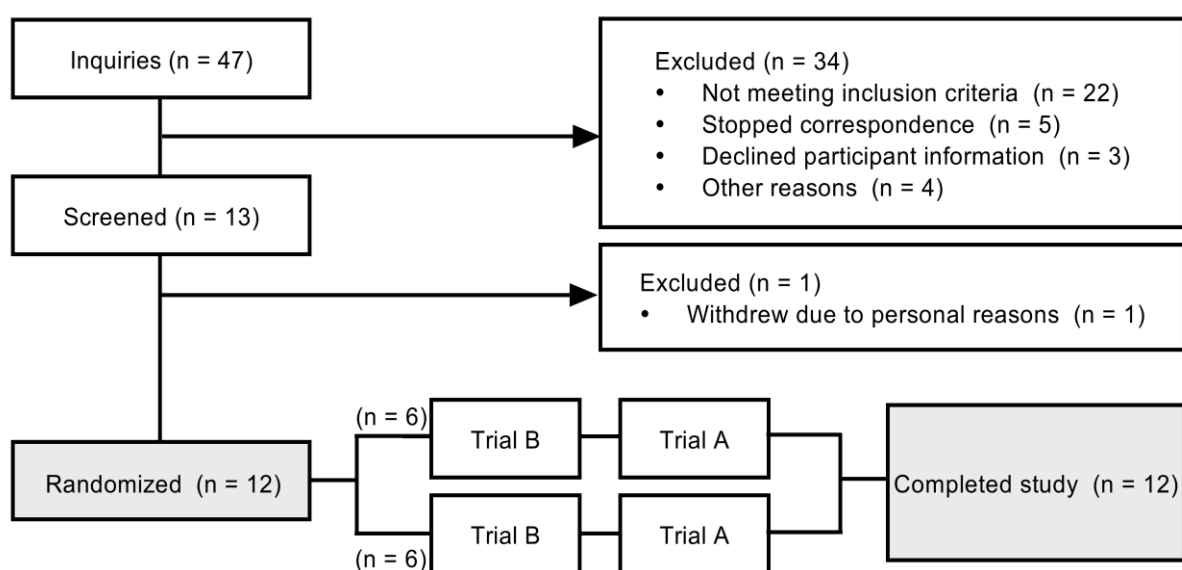 Inquiries (n = 47)
Excluded (n = 34)
• Not meeting inclusion criteria (n = 22)
• Stopped correspondence (n = 5)
• Declined participant information (n = 3)
• Other reasons (n = 4)
Screened (n = 13)
Excluded (n = 1)
• Withdrew due to personal reasons (n = 1)
Randomized (n = 12)
(n = 6)
Trial B
Trial A
(n = 6)
Trial B
Trial A
Completed study (n = 12)